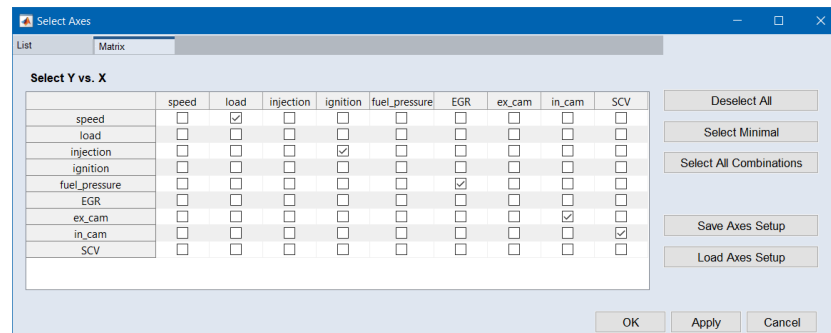 Select Axes
List Matrix
Select Y vs. X
speed load injection ignition fuel_pressure EGR ex_cam in_cam SCV
speed
load
injection
ignition
fuel_pressure
EGR
ex_cam
in_cam
SCV
Deselect All
Select Minimal
Select All Combinations
Save Axes Setup
Load Axes Setup
OK Apply Cancel